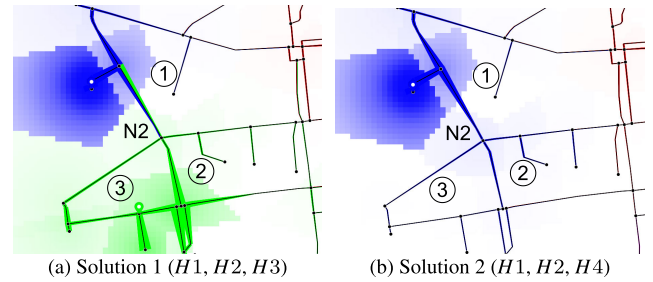 1
N2
2
3
(a) Solution 1 (H1, H2, H3)
1
N2
2
3
(b) Solution 2 (H1, H2, H4)